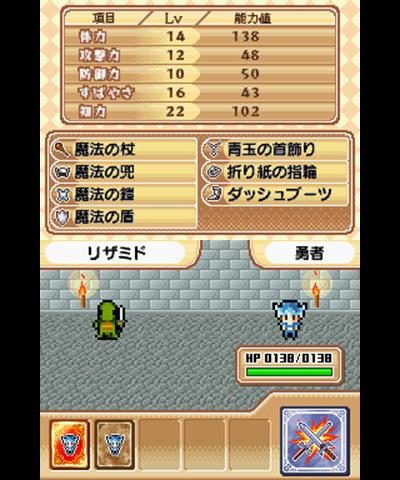 項目 Lv 能力値
体力 14 138
攻撃力 12 48
防御力 10 50
すばやさ 16 43
知力 22 102
魔法の杖 青玉の首飾り
魔法の兜 折り紙の指輪
魔法の鎧 ダッシュブーツ
魔法の盾
リザミド 勇者
HP 0138/0138